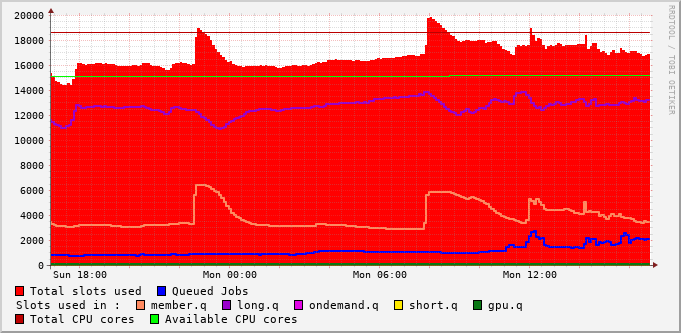 RRDTOOL / TOBI OETIKER
20000
18000
16000
14000
12000
10000
8000
6000
4000
2000
0
Sun 18:00 Mon 00:00 Mon 06:00 Mon 12:00
Total slots used Queued Jobs
Slots used in : member.q long.q ondemand.q short.q gpu.q
Total CPU cores Available CPU cores